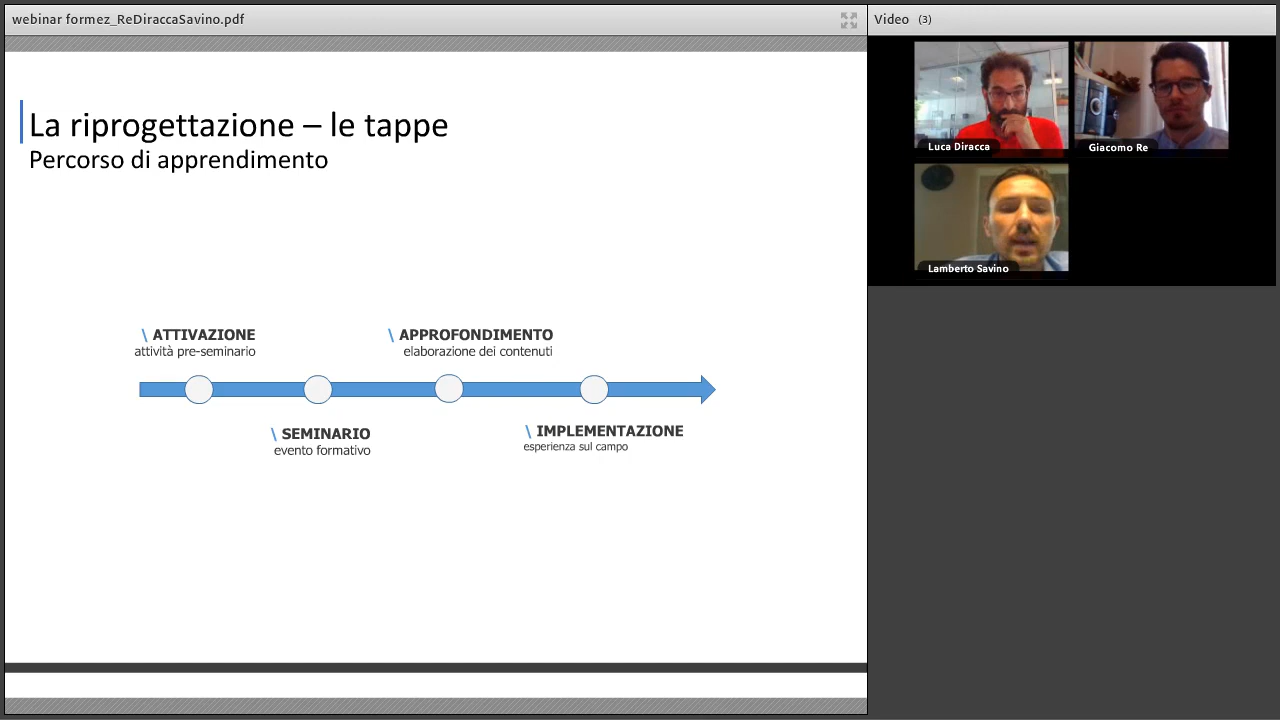 webinar formez_ReDiraccaSavino.pdf
Video (3)
La riprogettazione – le tappe
Percorso di apprendimento
\ ATTIVAZIONE
attività pre-seminario
\ APPROFONDIMENTO
elaborazione dei contenuti
\ SEMINARIO
evento formativo
\ IMPLEMENTAZIONE
esperienza sul campo
Luca Diracca
Giacomo Re
Lamberto Savino